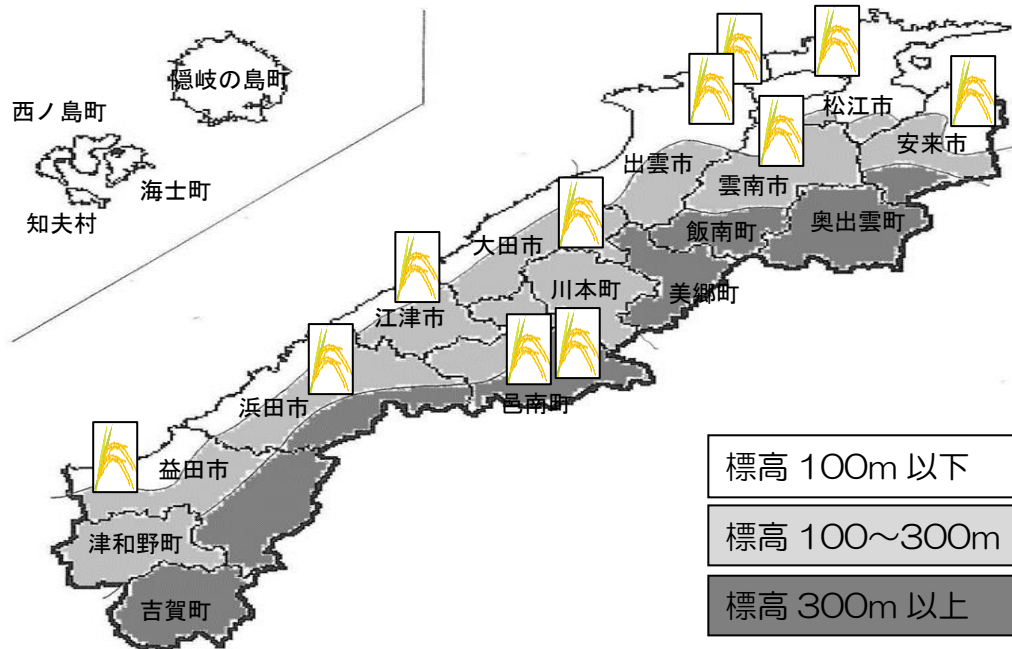 隠岐の島町
西ノ島町
海士町
知夫村
松江市
安来市
出雲市
雲南市
奥出雲町
飯南町
大田市
川本町
美郷町
江津市
邑南町
浜田市
益田市
津和野町
吉賀町
標高 100m 以下
標高 100～300m
標高 300m 以上